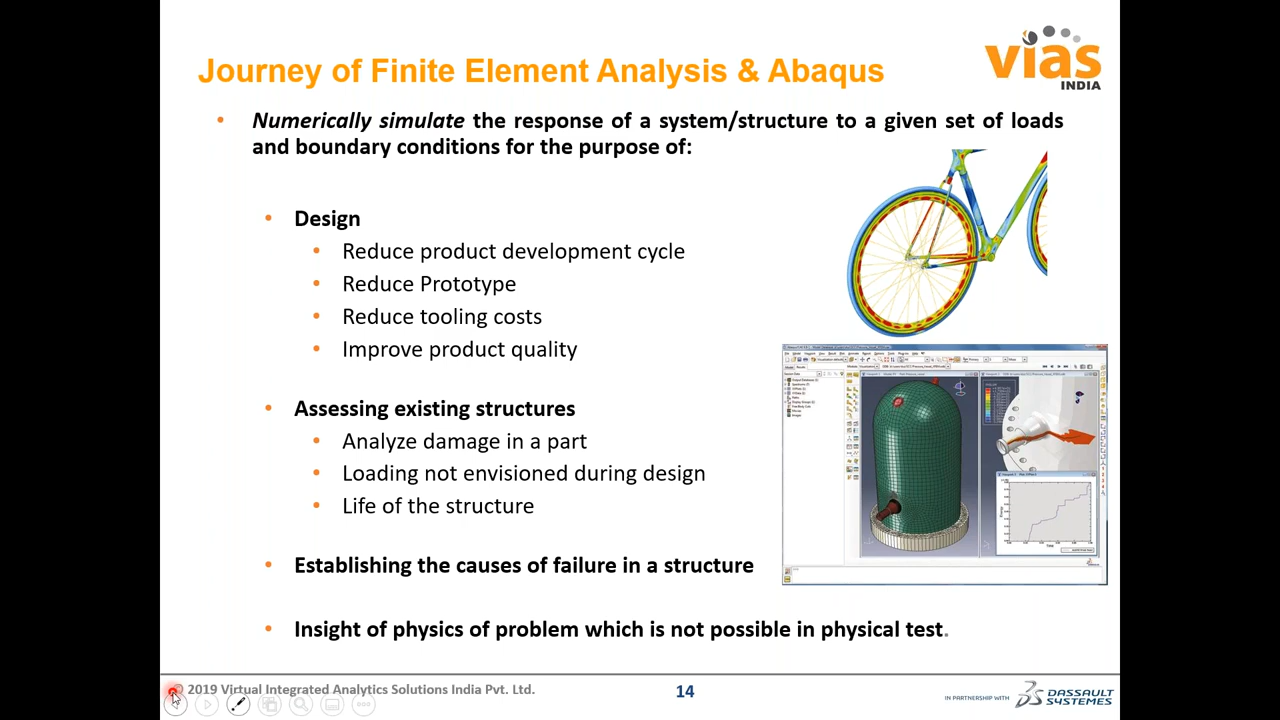 Journey of Finite Element Analysis & Abaqus
vias
INDIA
Numerically simulate the response of a system/structure to a given set of loads
and boundary conditions for the purpose of:
Design
Reduce product development cycle
Reduce Prototype
Reduce tooling costs
Improve product quality
Assessing existing structures
Analyze damage in a part
Loading not envisioned during design
Life of the structure
Establishing the causes of failure in a structure
Insight of physics of problem which is not possible in physical test.
© 2019 Virtual Integrated Analytics Solutions India Pvt. Ltd.
14
IN PARTNERSHIP WITH
DASSAULT
SYSTEMES